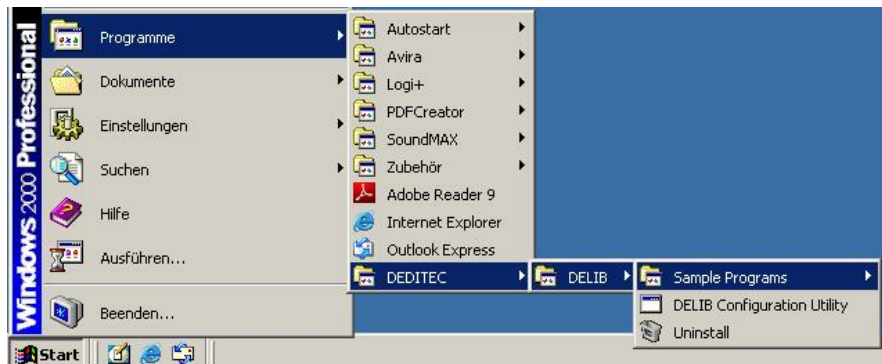 Windows 2000 Professional
Programme
Dokumente
Einstellungen
Suchen
Hilfe
Ausführen...
Beenden...
Autostart
Avira
Logi+
PDFCreator
SoundMAX
Zubehör
Adobe Reader 9
Internet Explorer
Outlook Express
DEDITEC
DELIB
Sample Programs
DELIB Configuration Utility
Uninstall
Start